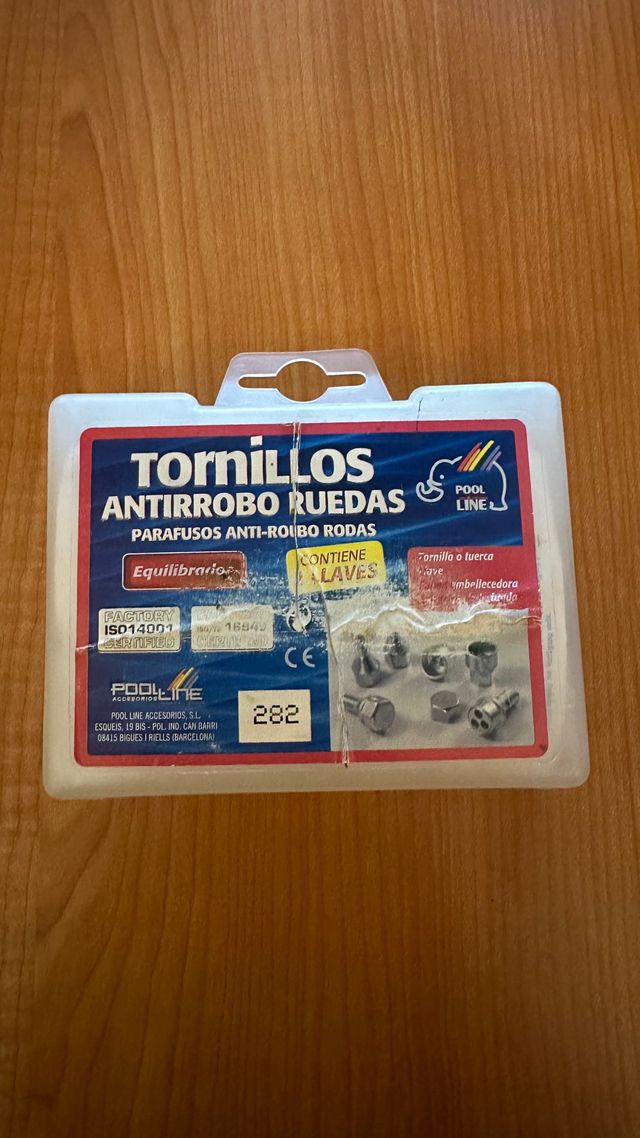 TORNILLOS
ANTIRROBO RUEDAS
PARAFUSOS ANTI-ROUBO RODAS
POOL
LINE
Equilibrados
CONTIENE
LLAVES
Tornillo o tuerca
embellecedora
FACTORY
ISO14001
CERTIFIED
CE
POOL LINE
ACCESORIOS
POOL LINE ACCESORIOS, S.L.
ESQUEIS, 19 BIS - POL. IND. CAN BARRI
08415 BIGUES I RIELLS (BARCELONA)
282